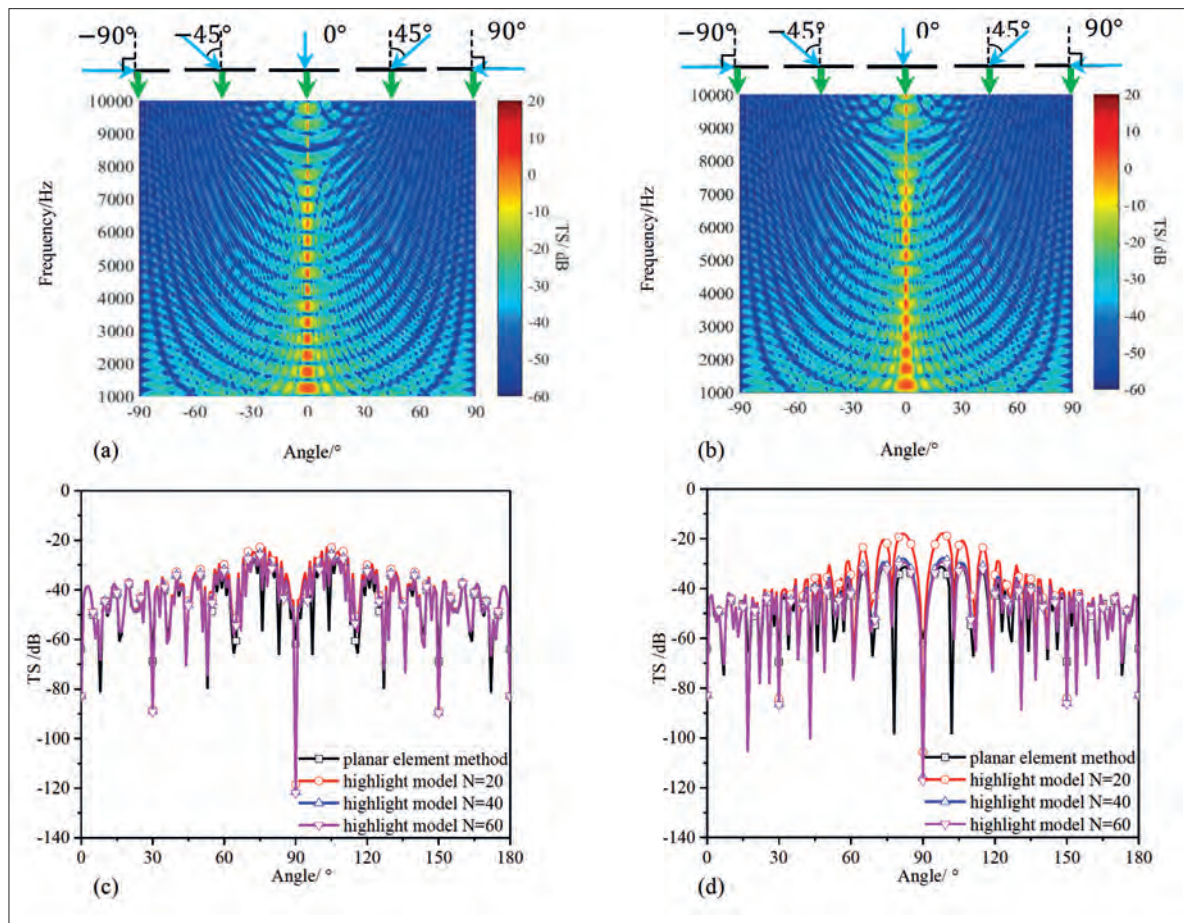 −90° −45° 0° 45° 90°
−90° −45° 0° 45° 90°
10000
9000
8000
7000
6000
5000
4000
3000
2000
1000
Frequency/Hz
-90 -60 -30 0 30 60 90
Angle/°
20
10
0
-10
-20
-30
-40
-50
-60
TS/ dB
(a)
10000
9000
8000
7000
6000
5000
4000
3000
2000
1000
Frequency/Hz
-90 -60 -30 0 30 60 90
Angle/°
20
10
0
-10
-20
-30
-40
-50
-60
TS/ dB
(b)
0
-20
-40
-60
-80
-100
-120
-140
TS /dB
planar element method
highlight model N=20
highlight model N=40
highlight model N=60
0 30 60 90 120 150 180
Angle/ °
(c)
0
-20
-40
-60
-80
-100
-120
-140
TS /dB
planar element method
highlight model N=20
highlight model N=40
highlight model N=60
0 30 60 90 120 150 180
Angle/ °
(d)